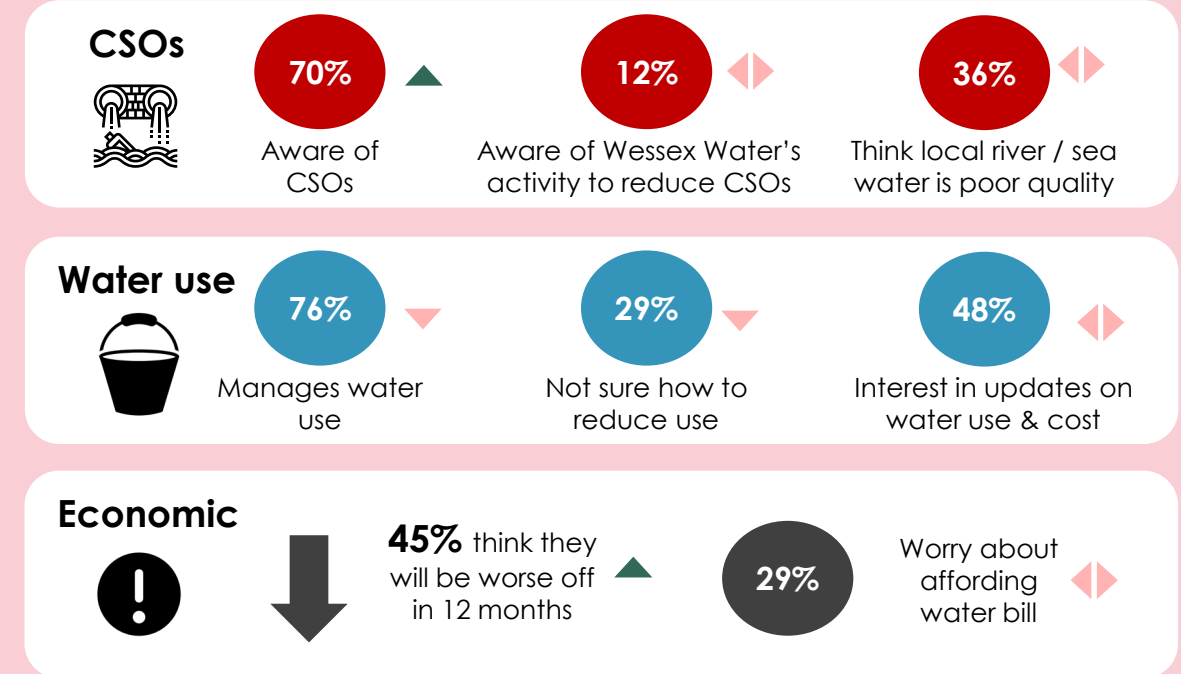 CSOs
70%
12%
36%
Aware of
CSOs
Aware of Wessex Water’s
activity to reduce CSOs
Think local river / sea
water is poor quality
Water use
76%
29%
48%
Manages water
use
Not sure how to
reduce use
Interest in updates on
water use & cost
Economic
45% think they
will be worse off
in 12 months
29%
Worry about
affording
water bill